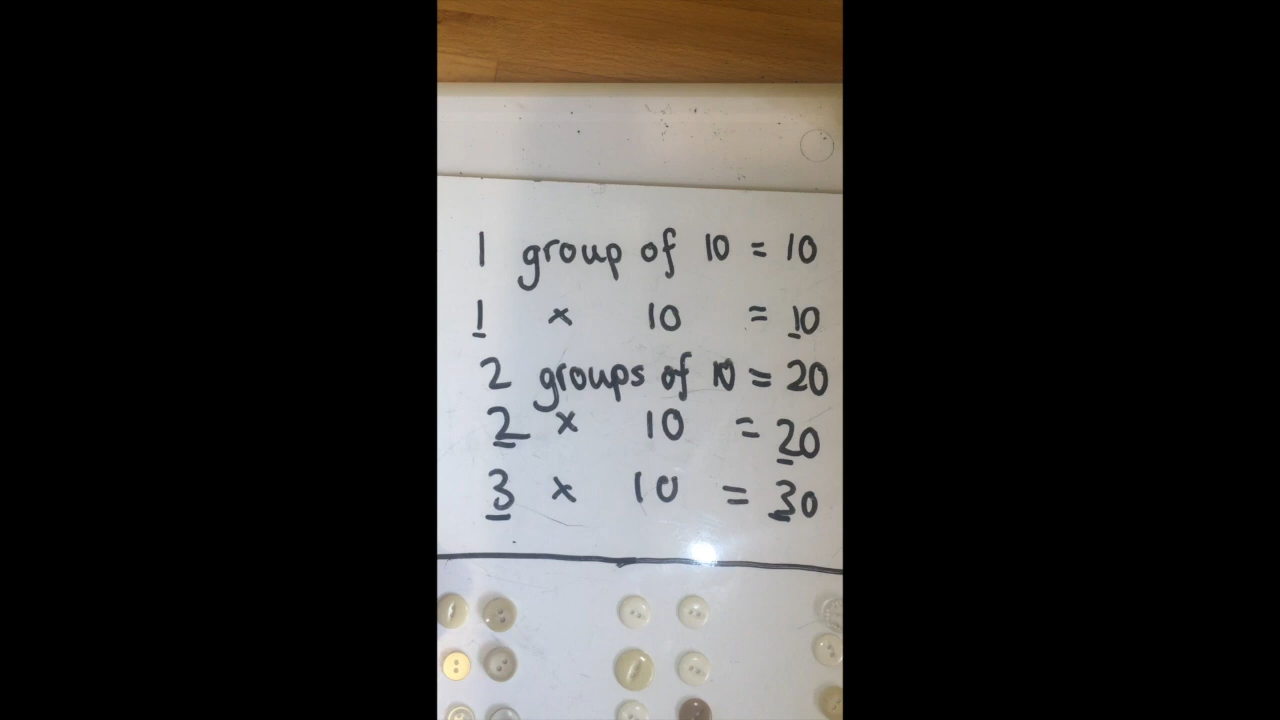 1 group of 10 = 10
1 × 10 = 10
2 groups of 10 = 20
2 × 10 = 20
3 × 10 = 30